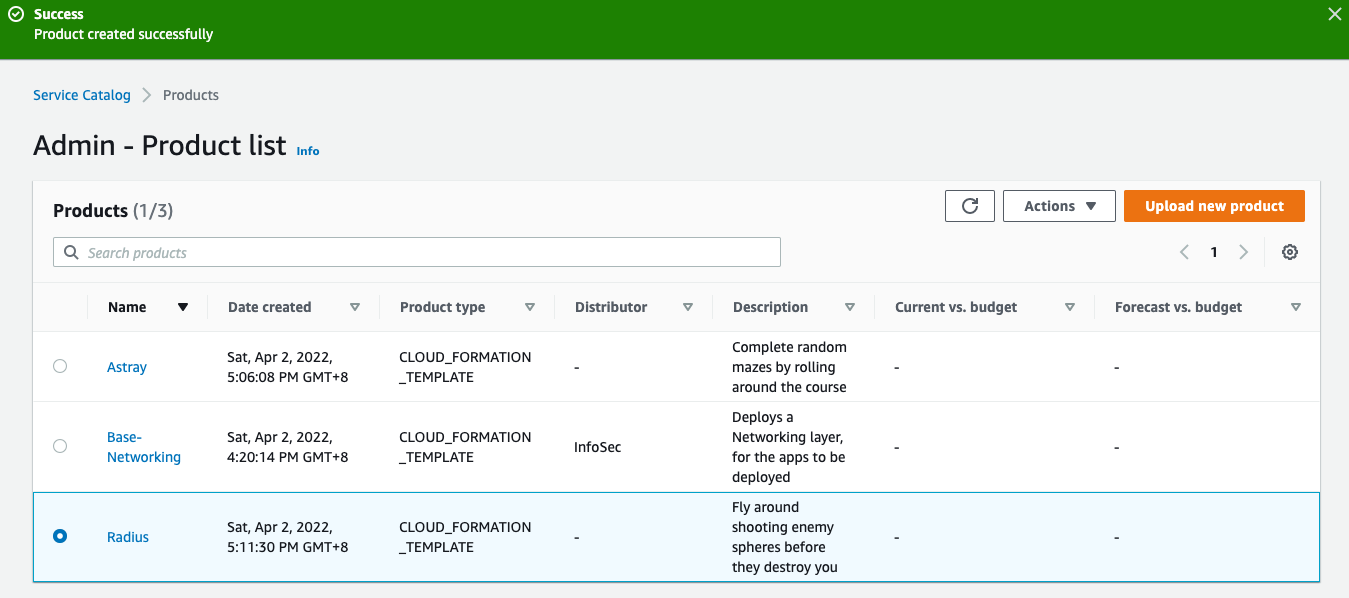 Success
Product created successfully
Service Catalog Products
Admin - Product list Info
Products (1/3) Actions Upload new product
Search products 1
Name Date created Product type Distributor Description Current vs. budget Forecast vs. budget
Astray Sat, Apr 2, 2022, 5:06:08 PM GMT+8 CLOUD_FORMATION_TEMPLATE - Complete random mazes by rolling around the course - -
Base-Networking Sat, Apr 2, 2022, 4:20:14 PM GMT+8 CLOUD_FORMATION_TEMPLATE InfoSec Deploys a Networking layer, for the apps to be deployed - -
Radius Sat, Apr 2, 2022, 5:11:30 PM GMT+8 CLOUD_FORMATION_TEMPLATE - Fly around shooting enemy spheres before they destroy you - -